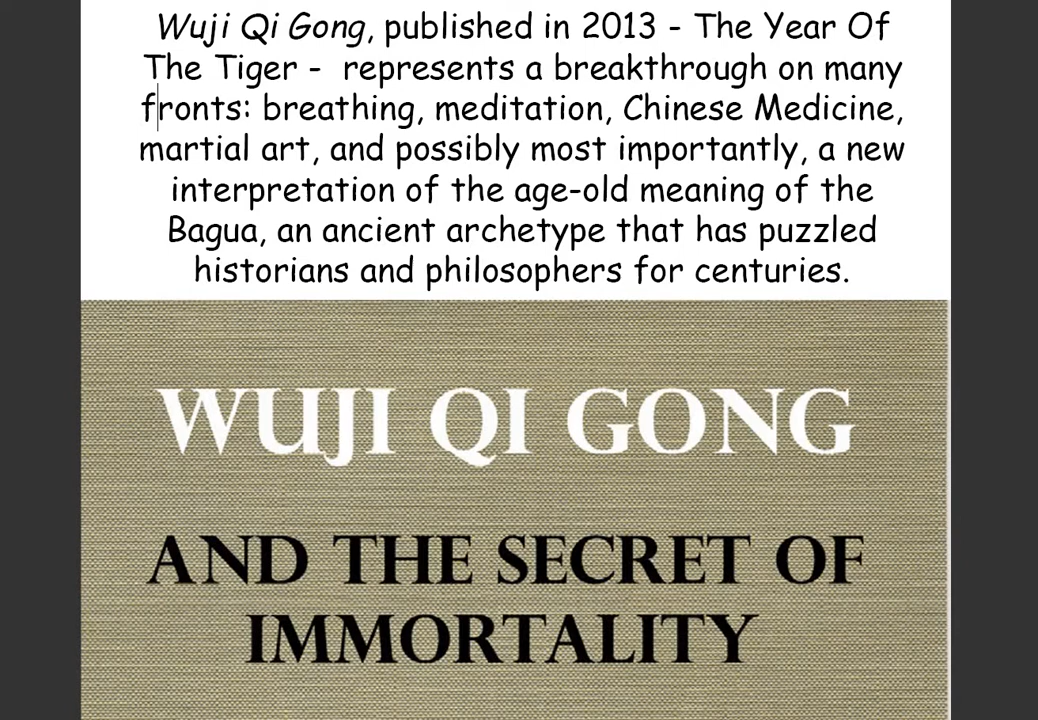 Wuji Qi Gong, published in 2013 - The Year Of
The Tiger - represents a breakthrough on many
fronts: breathing, meditation, Chinese Medicine,
martial art, and possibly most importantly, a new
interpretation of the age-old meaning of the
Bagua, an ancient archetype that has puzzled
historians and philosophers for centuries.
WUJI QI GONG
AND THE SECRET OF
IMMORTALITY